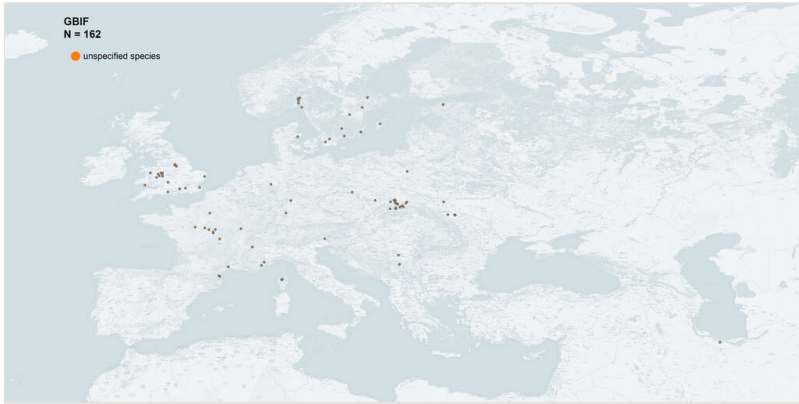 GBIF
N = 162
unspecified species